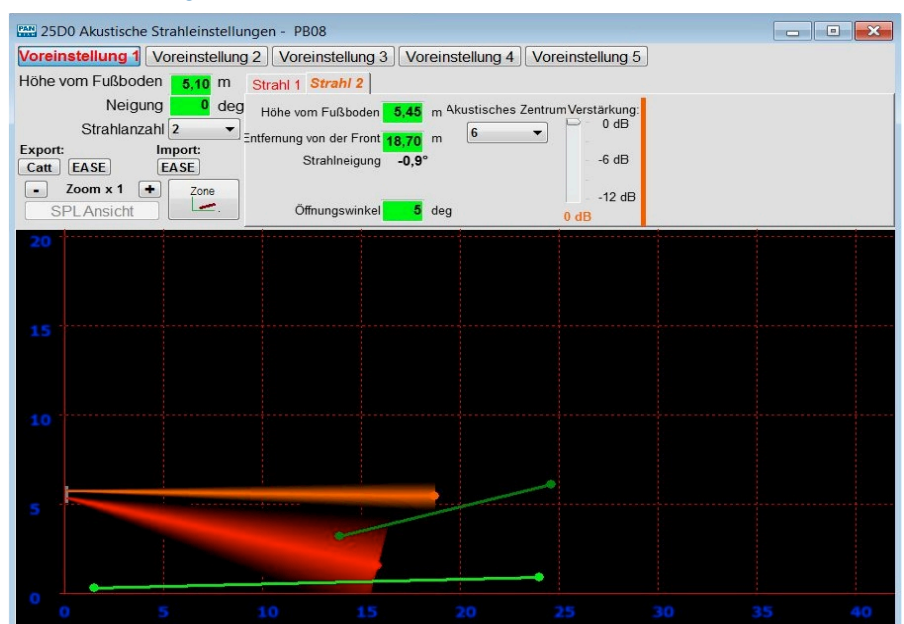 PAN 25D0 Akustische Strahleinstellungen - PB08
Voreinstellung 1 Voreinstellung 2 Voreinstellung 3 Voreinstellung 4 Voreinstellung 5
Höhe vom Fußboden 5,10 m
Neigung 0 deg
Strahlanzahl 2
Export: Import:
Catt EASE EASE
- Zoom x 1 + Zone
SPL Ansicht
Strahl 1 Strahl 2
Höhe vom Fußboden 5,45 m Akustisches Zentrum Verstärkung:
6 0 dB
Entfernung von der Front 18,70 m
Strahlneigung -0,9° -6 dB
-12 dB
Öffnungswinkel 5 deg 0 dB
20
15
10
5
0
0 5 10 15 20 25 30 35 40